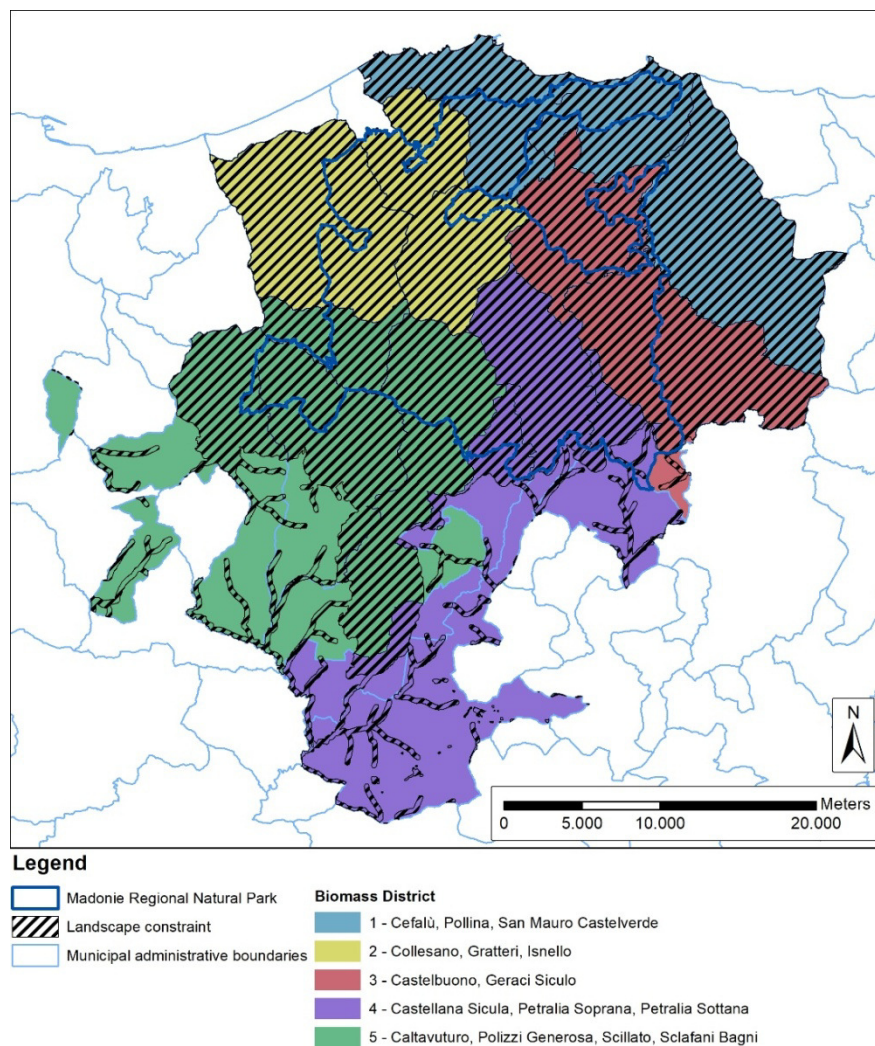 N
Meters
0 5.000 10.000 20.000
Legend
Madonie Regional Natural Park
Landscape constraint
Municipal administrative boundaries
Biomass District
1 - Cefalù, Pollina, San Mauro Castelverde
2 - Collesano, Gratteri, Isnello
3 - Castelbuono, Geraci Siculo
4 - Castellana Sicula, Petralia Soprana, Petralia Sottana
5 - Caltavuturo, Polizzi Generosa, Scillato, Sclafani Bagni